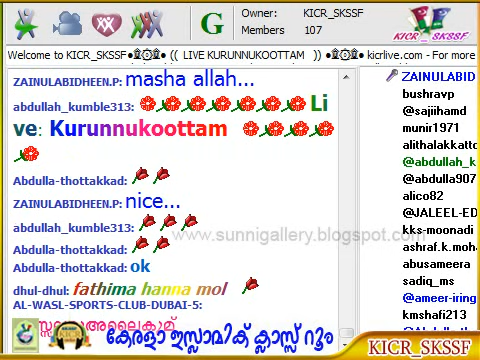 G
Owner: KICR_SKSSF
Members 107
KICR_SKSSF
Welcome to KICR_SKSSF●۩۞۩● (( LIVE KURUNNUKOOTTAM )) ●۩۞۩● kicrlive.com - for more
ZAINULABIDHEEN.P: masha allah...
abdullah_kumble313: Li
ve: Kurunnukoottam
Abdulla-thottakkad:
ZAINULABIDHEEN.P: nice...
abdullah_kumble313:
Abdulla-thottakkad:
Abdulla-thottakkad: ok
dhul-dhul: fathima hanna mol
AL-WASL-SPORTS-CLUB-DUBAI-5:
www.sunnigallery.blogspot.com
ZAINULABID
bushravp
@sajiihamd
munir1971
alithalakkatto
@abdullah_k
@abdulla907
alico82
@JALEEL-ED
kks-moonadi
ashraf.k.moha
abusameera
sadiq_ms
@ameer-iring
kmshafi213
KICR
കേരളാ ഇസ്ലാമിക് ക്ലാസ്സ് റൂം
KICR_SKSSF